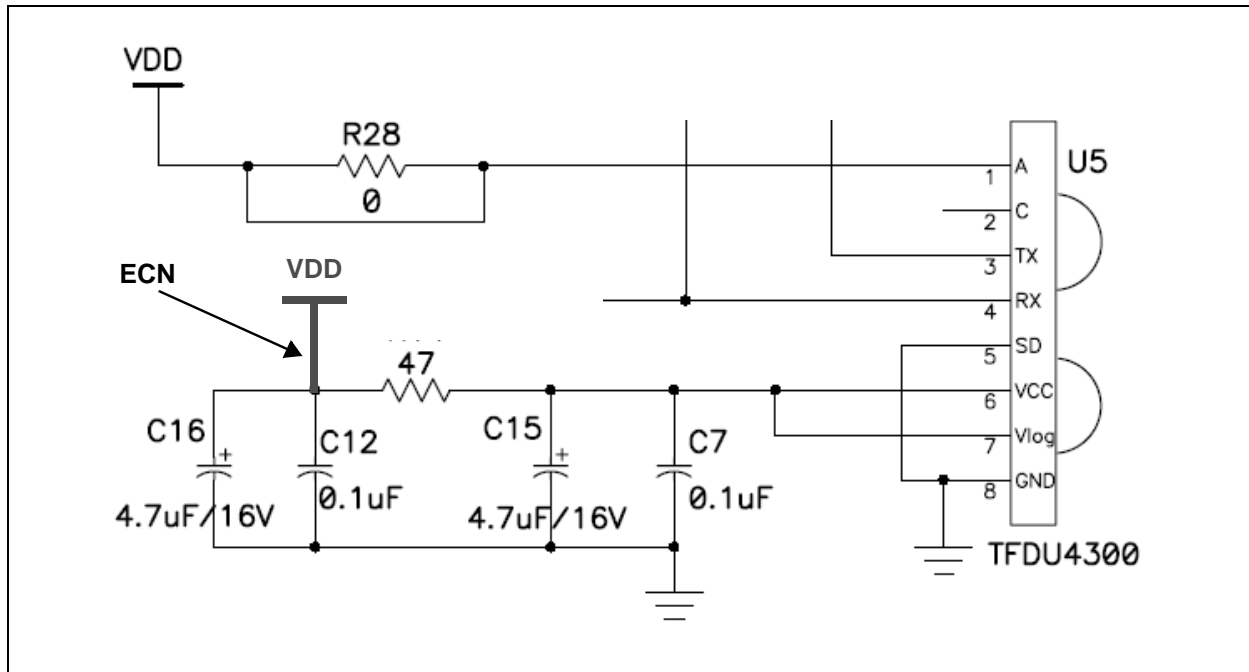 VDD
R28
0
ECN
VDD
47
C16
+
4.7uF/16V
C12
0.1uF
C15
+
4.7uF/16V
C7
0.1uF
U5
1 A
2 C
3 TX
4 RX
5 SD
6 VCC
7 Vlog
8 GND
TFDU4300